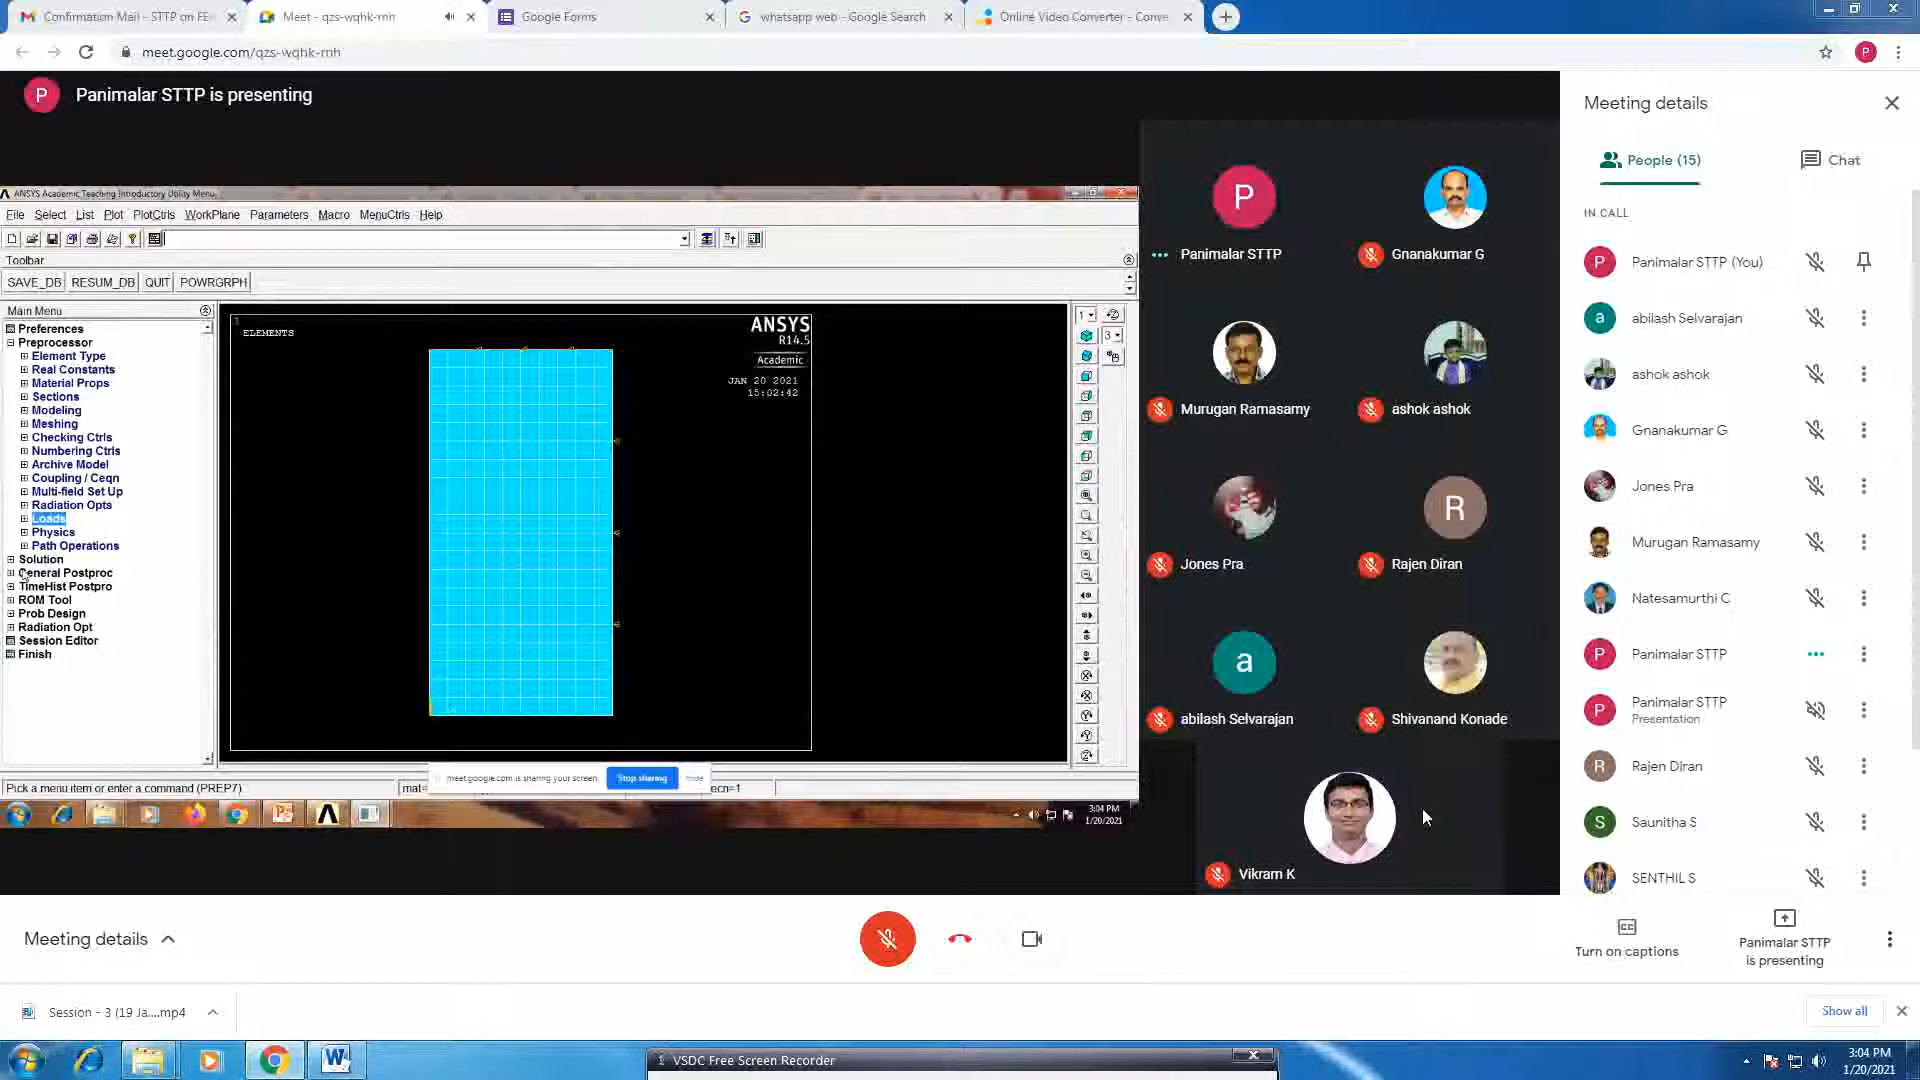 Confirmation Mail - STTP on FE
Meet - qzs-wqhk-rnh
Google Forms
whatsapp web - Google Search
Online Video Converter - Conve
meet.google.com/qzs-wqhk-rnh
P
P
Panimalar STTP is presenting
ANSYS Academic Teaching Introductory Utility Menu
File Select List Plot PlotCtrls WorkPlane Parameters Macro MenuCtrls Help
Toolbar
SAVE_DB RESUM_DB QUIT POWRGRPH
Main Menu
Preferences
Preprocessor
Element Type
Real Constants
Material Props
Sections
Modeling
Meshing
Checking Ctrls
Numbering Ctrls
Archive Model
Coupling / Ceqn
Multi-field Set Up
Radiation Opts
Loads
Physics
Path Operations
Solution
General Postproc
TimeHist Postpro
ROM Tool
Prob Design
Radiation Opt
Session Editor
Finish
1
ELEMENTS
ANSYS
R14.5
Academic
JAN 20 2021
15:02:42
1
3
meet.google.com is sharing your screen.
Stop sharing
Hide
Pick a menu item or enter a command (PREP7)
mat=
ecn=1
3:04 PM
1/20/2021
P
Panimalar STTP
Gnanakumar G
Murugan Ramasamy
ashok ashok
Jones Pra
R
Rajen Diran
a
abilash Selvarajan
Shivanand Konade
Vikram K
Meeting details
People (15)
Chat
IN CALL
P
Panimalar STTP (You)
a
abilash Selvarajan
ashok ashok
Gnanakumar G
Jones Pra
Murugan Ramasamy
Natesamurthi C
P
Panimalar STTP
P
Panimalar STTP
Presentation
R
Rajen Diran
S
Saunitha S
SENTHIL S
Meeting details
Turn on captions
Panimalar STTP
is presenting
Session - 3 (19 Ja....mp4
Show all
VSDC Free Screen Recorder
3:04 PM
1/20/2021